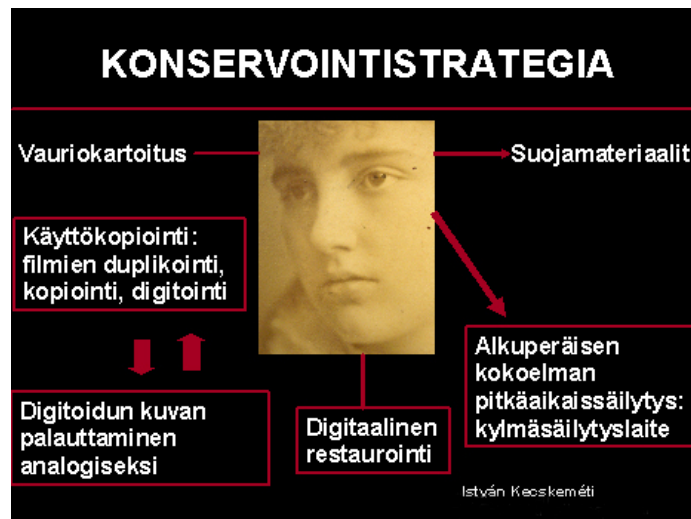 KONSERVOINTISTRATEGIA
Vauriokartoitus
Suojamateriaalit
Käyttökopiointi:
filmien duplikointi,
kopiointi, digitointi
Digitoidun kuvan
palauttaminen
analogiseksi
Digitaalinen
restaurointi
Alkuperäisen
kokoelman
pitkäaikaissäilytys:
kylmäsäilytyslaite
István Kecskeméti